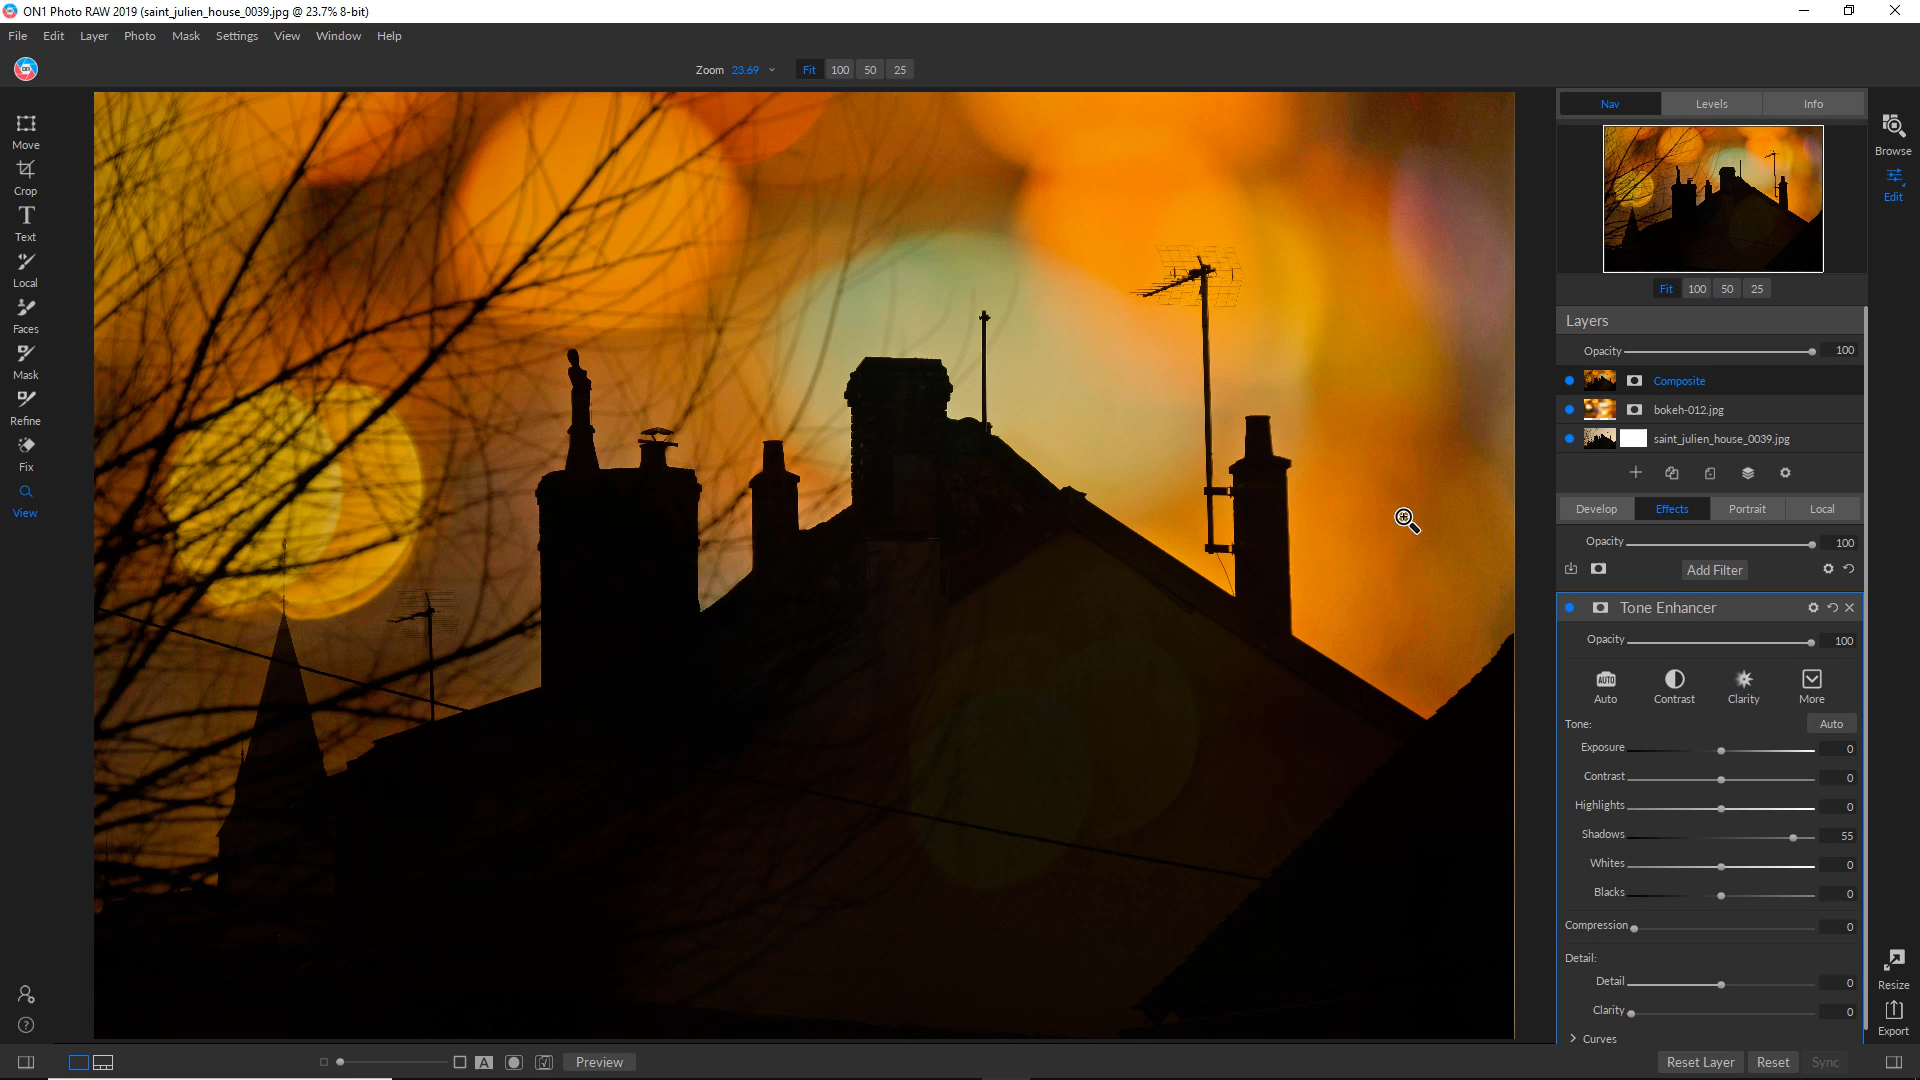 ON1 Photo RAW 2019 (saint_julien_house_0039.jpg @ 23.7% 8-bit)
File Edit Layer Photo Mask Settings View Window Help
Zoom 23.69 Fit 100 50 25
Move
Crop
Text
Local
Faces
Mask
Refine
Fix
View
Nav Levels Info
Fit 100 50 25
Browse
Edit
Layers
Opacity 100
Composite
bokeh-012.jpg
saint_julien_house_0039.jpg
Develop Effects Portrait Local
Opacity 100
Add Filter
Tone Enhancer
Opacity 100
AUTO
Auto Contrast Clarity More
Tone: Auto
Exposure 0
Contrast 0
Highlights 0
Shadows 55
Whites 0
Blacks 0
Compression 0
Detail:
Detail 0
Clarity 0
Curves
Resize
Export
A Preview
Reset Layer Reset Sync